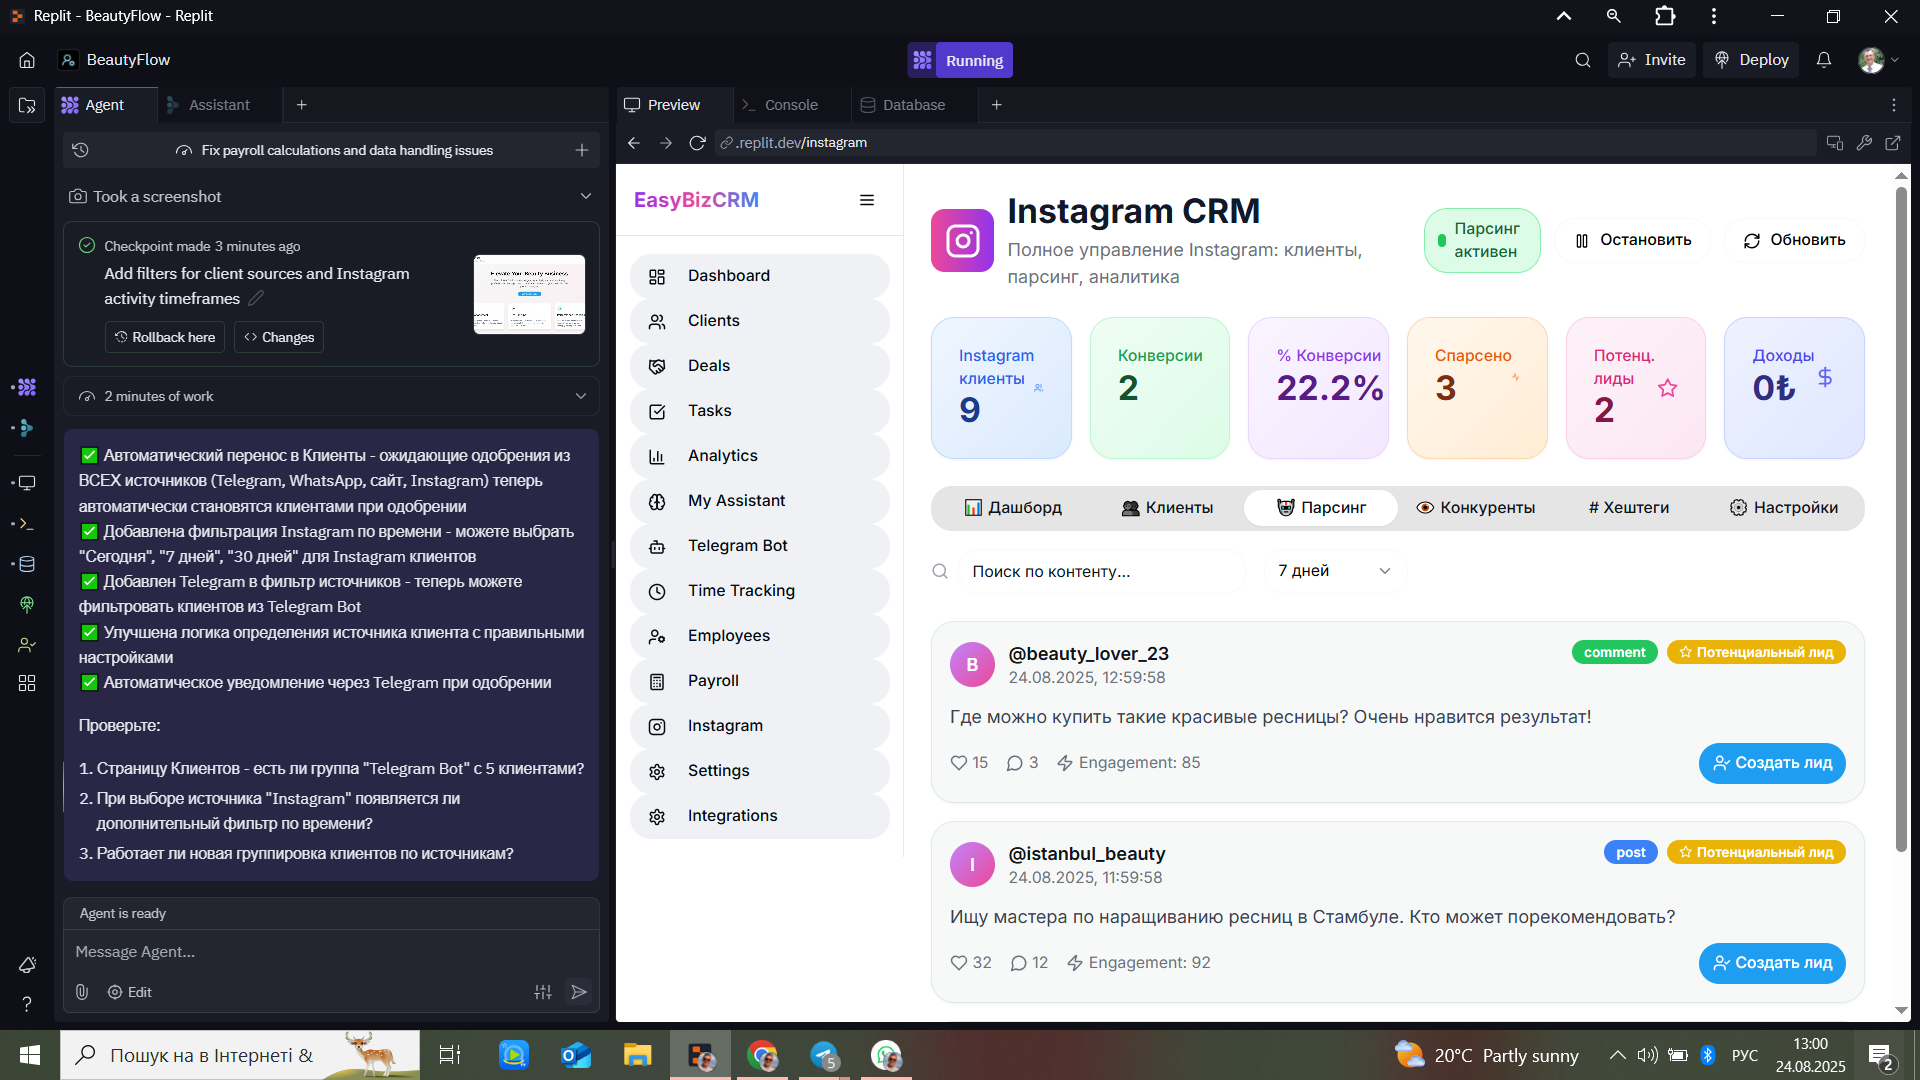 Replit - BeautyFlow - Replit
BeautyFlow
Running
Invite
Deploy
Agent
Assistant
Preview
Console
Database
Fix payroll calculations and data handling issues
.replit.dev/instagram
Took a screenshot
Checkpoint made 3 minutes ago
Add filters for client sources and Instagram
activity timeframes
Rollback here
Changes
2 minutes of work
✅ Автоматический перенос в Клиенты - ожидающие одобрения из
ВСЕХ источников (Telegram, WhatsApp, сайт, Instagram) теперь
автоматически становятся клиентами при одобрении
✅ Добавлена фильтрация Instagram по времени - можете выбрать
"Сегодня", "7 дней", "30 дней" для Instagram клиентов
✅ Добавлен Telegram в фильтр источников - теперь можете
фильтровать клиентов из Telegram Bot
✅ Улучшена логика определения источника клиента с правильными
настройками
✅ Автоматическое уведомление через Telegram при одобрении
Проверьте:
1. Страницу Клиентов - есть ли группа "Telegram Bot" с 5 клиентами?
2. При выборе источника "Instagram" появляется ли
дополнительный фильтр по времени?
3. Работает ли новая группировка клиентов по источникам?
Agent is ready
Message Agent...
Edit
EasyBizCRM
Dashboard
Clients
Deals
Tasks
Analytics
My Assistant
Telegram Bot
Time Tracking
Employees
Payroll
Instagram
Settings
Integrations
Instagram CRM
Полное управление Instagram: клиенты,
парсинг, аналитика
Парсинг
активен
Остановить
Обновить
Instagram
клиенты
9
Конверсии
2
% Конверсии
22.2%
Спарсено
3
Потенц.
лиды
2
Доходы
0₺
Дашборд
Клиенты
Парсинг
Конкуренты
# Хештеги
Настройки
Поиск по контенту...
7 дней
B
@beauty_lover_23
24.08.2025, 12:59:58
comment
Потенциальный лид
Где можно купить такие красивые ресницы? Очень нравится результат!
15
3
Engagement: 85
Создать лид
I
@istanbul_beauty
24.08.2025, 11:59:58
post
Потенциальный лид
Ищу мастера по наращиванию ресниц в Стамбуле. Кто может порекомендовать?
32
12
Engagement: 92
Создать лид
Пошук на в Інтернеті &
5
20°C Partly sunny
РУС
13:00
24.08.2025
2